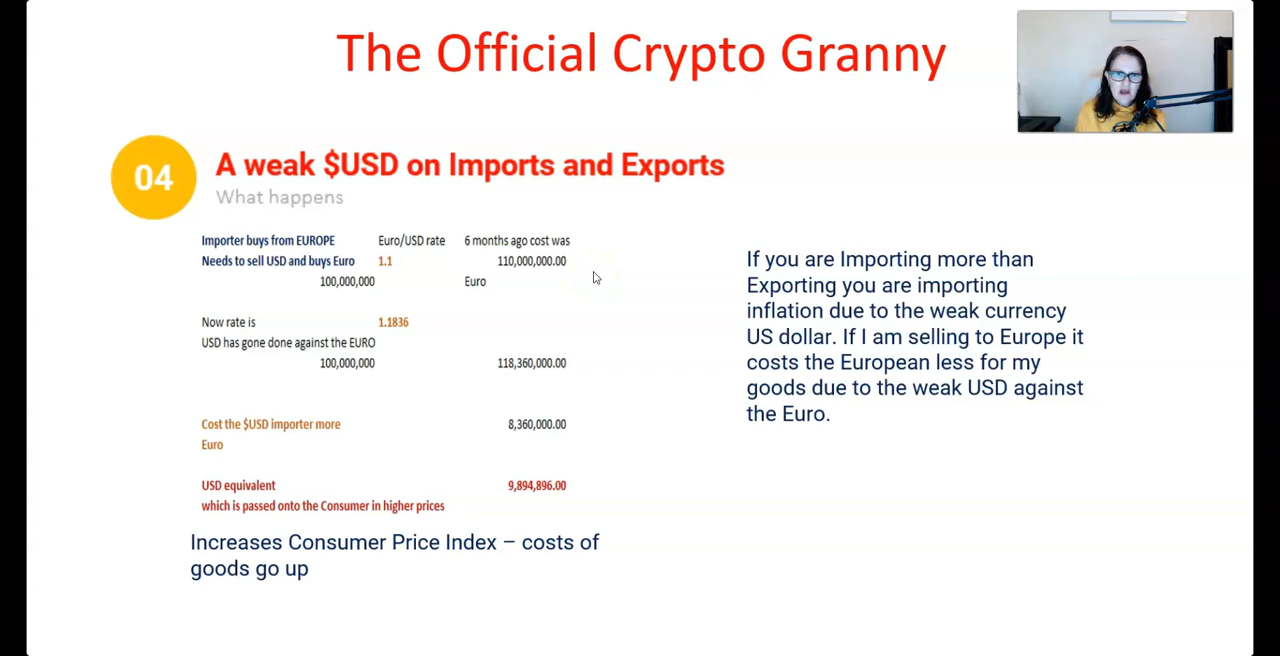 The Official Crypto Granny
04
A weak $USD on Imports and Exports
What happens
Importer buys from EUROPE Euro/USD rate 6 months ago cost was
Needs to sell USD and buys Euro 1.1 110,000,000.00
100,000,000 Euro
Now rate is 1.1836
USD has gone done against the EURO
100,000,000 118,360,000.00
Cost the $USD importer more 8,360,000.00
Euro
USD equivalent 9,894,896.00
which is passed onto the Consumer in higher prices
Increases Consumer Price Index – costs of
goods go up
If you are Importing more than
Exporting you are importing
inflation due to the weak currency
US dollar. If I am selling to Europe it
costs the European less for my
goods due to the weak USD against
the Euro.